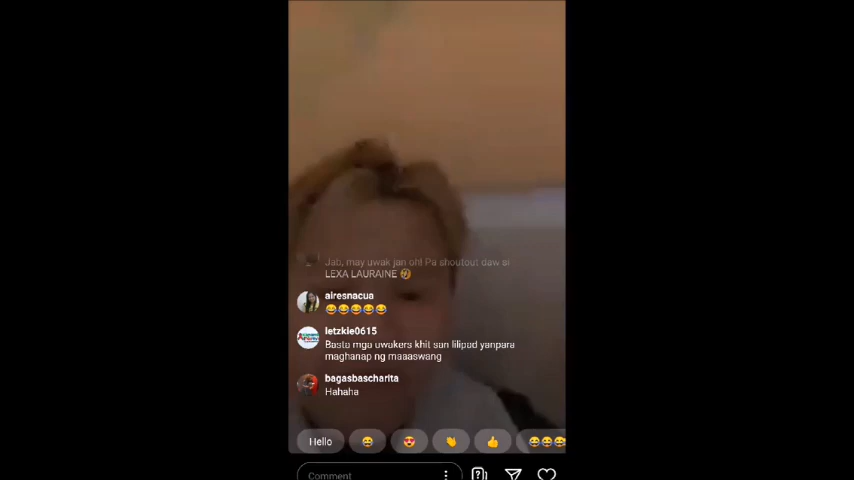 Jab, may uwak jan oh! Pa shoutout daw si
LEXA LAURAINE
airesnacua
letzkie0615
Basta mga uwakers khit san lilipad yanpara
maghanap ng maaaswang
bagasbascharita
Hahaha
Hello
Comment